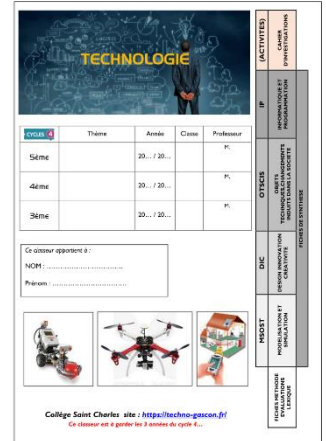 TECHNOLOGIE
CYCLES 4
Thème
Année
Classe
Professeur
5ème
20… / 20…
M.
4ème
20… / 20…
M.
3ème
20… / 20…
M.
Ce classeur appartient à :
NOM : ……………………………
Prénom : ……………………………
Collège Saint Charles site : https://techno-gascon.fr/
Ce classeur est à garder les 3 années du cycle 4…
(ACTIVITES)
CAHIER
D'INVESTIGATIONS
IP
INFORMATIQUE ET
PROGRAMMATION
OTSCIS
OBJETS
TECHNIQUES,CHANGEMENTS
INDUITS DANS LA SOCIETE
DIC
DESIGN INNOVATION
CREATIVITE
MSOST
MODELISATION ET
SIMULATION
FICHES DE SYNTHESE
FICHES METHODE
EVALUATIONS
LEXIQUE